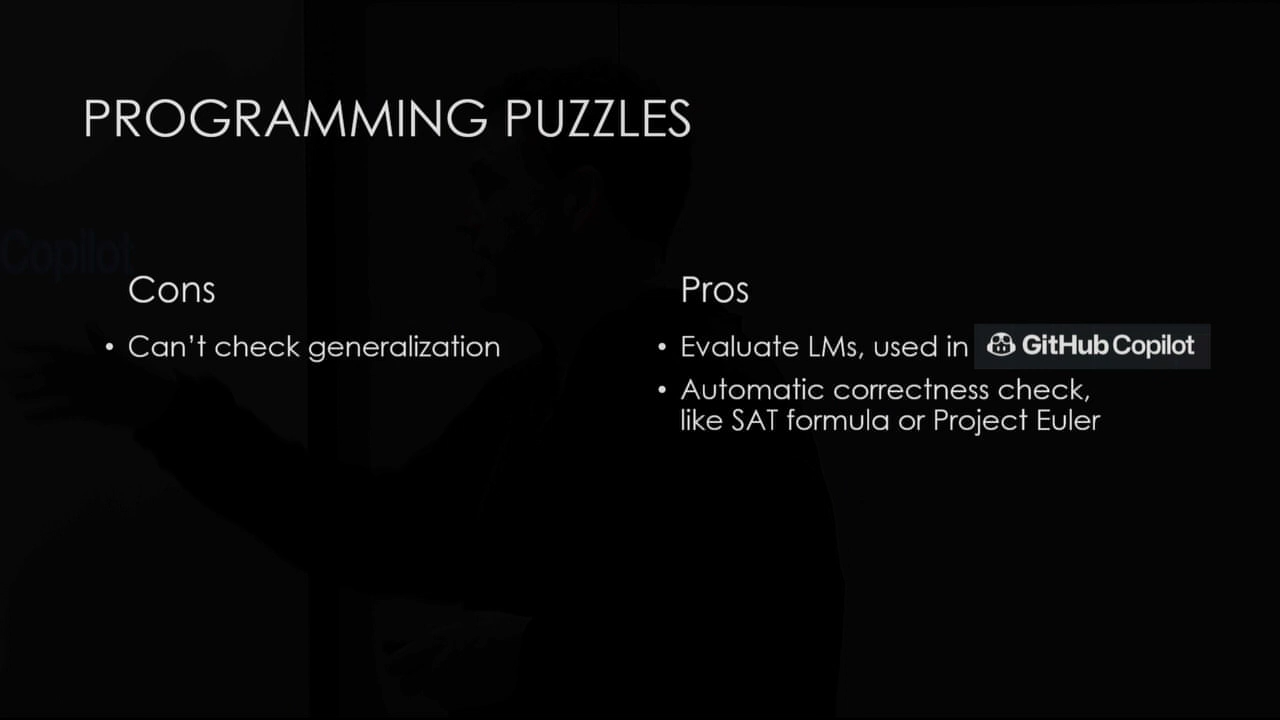 PROGRAMMING PUZZLES
Copilot
Cons
• Can't check generalization
Pros
• Evaluate LMs, used in GitHub Copilot
• Automatic correctness check,
like SAT formula or Project Euler